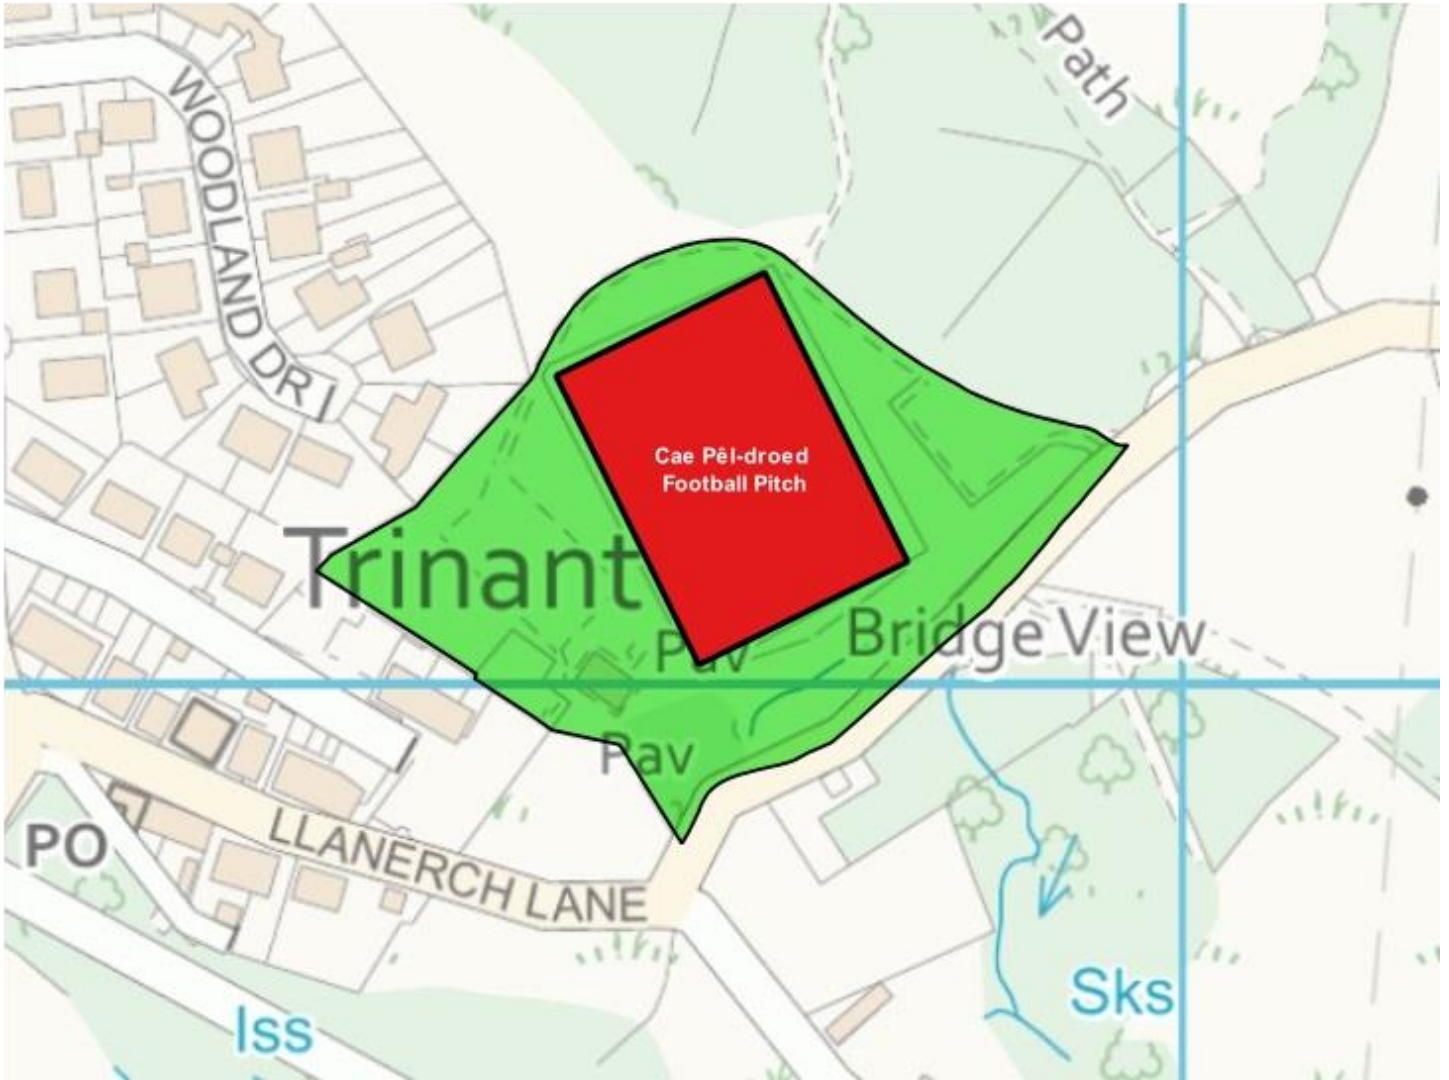 Path
WOODLAND DR
Cae Pêl-droed
Football Pitch
Trinant
Pav
Bridge View
Pav
PO
LLANERCH LANE
Sks
Iss